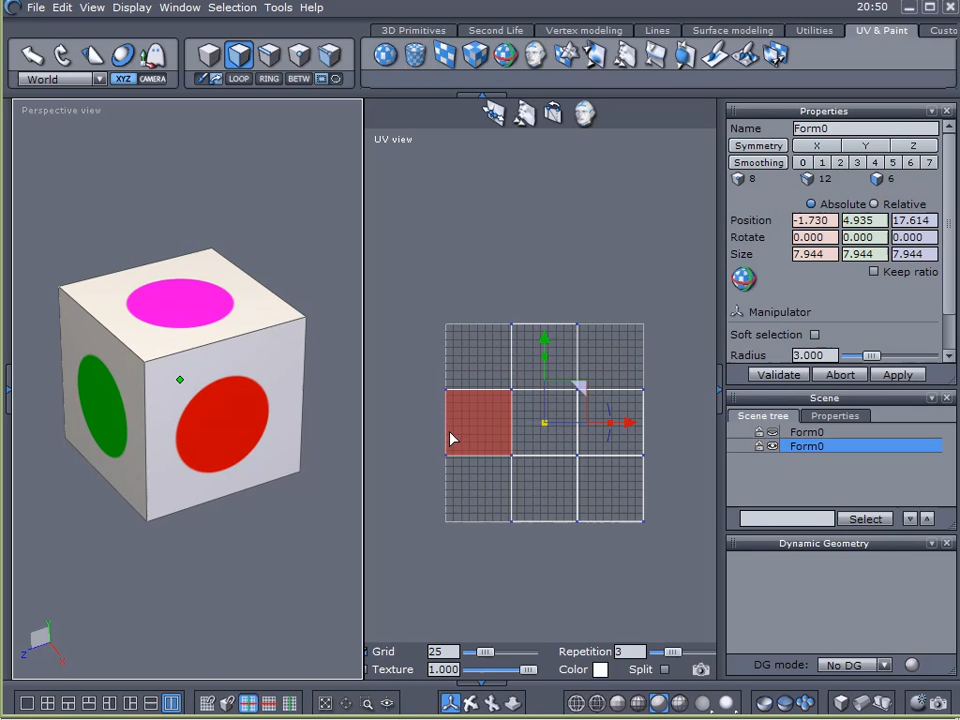 File Edit View Display Window Selection Tools Help 20:50
3D Primitives Second Life Vertex modeling Lines Surface modeling Utilities UV & Paint Custo
World XYZ CAMERA LOOP RING BETW
Perspective view
UV view
Properties
Name Form0
Symmetry X Y Z
Smoothing 0 1 2 3 4 5 6 7
8 12 6
Absolute Relative
Position -1.730 4.935 17.614
Rotate 0.000 0.000 0.000
Size 7.944 7.944 7.944
Keep ratio
Manipulator
Soft selection
Radius 3.000
Validate Abort Apply
Scene
Scene tree Properties
Form0
Form0
Select
Dynamic Geometry
Y
Z X
Grid 25 Repetition 3
Texture 1.000 Color Split
DG mode: No DG